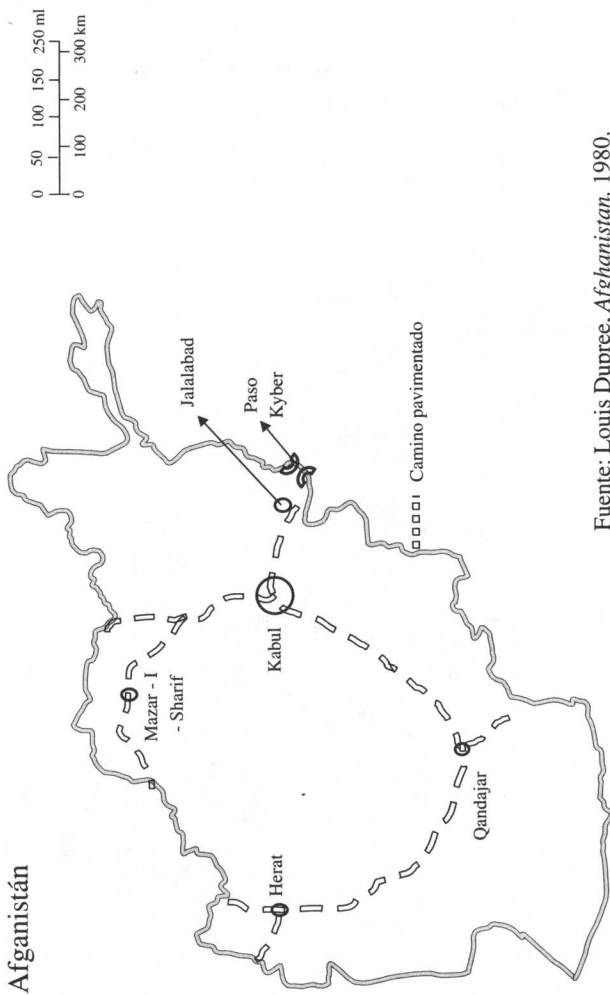 Afganistán
0 50 100 150 250 ml
0 100 200 300 km
Jalalabad
Paso
Kyber
Mazar - I
- Sharif
Kabul
Herat
Qandajar
Camino pavimentado
Fuente: Louis Dupree, Afghanistan, 1980.